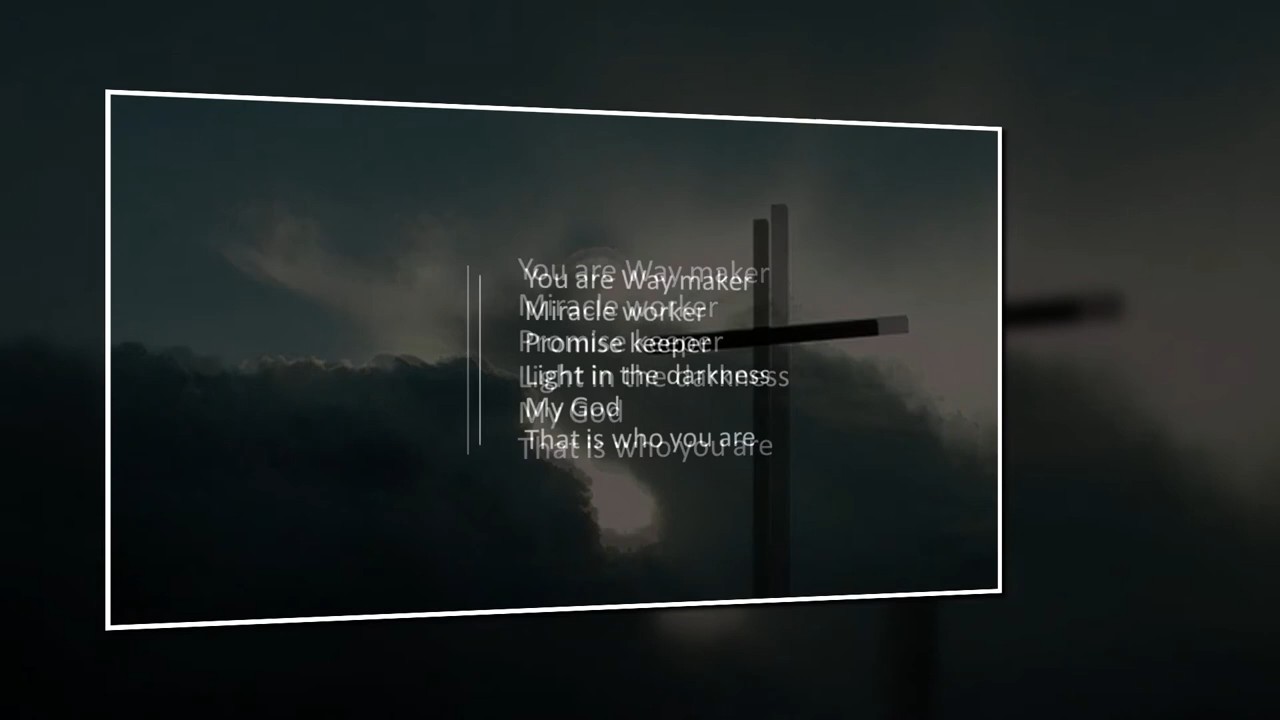 You are Way maker
Miracle worker
Promise keeper
Light in the darkness
My God
That is who you are